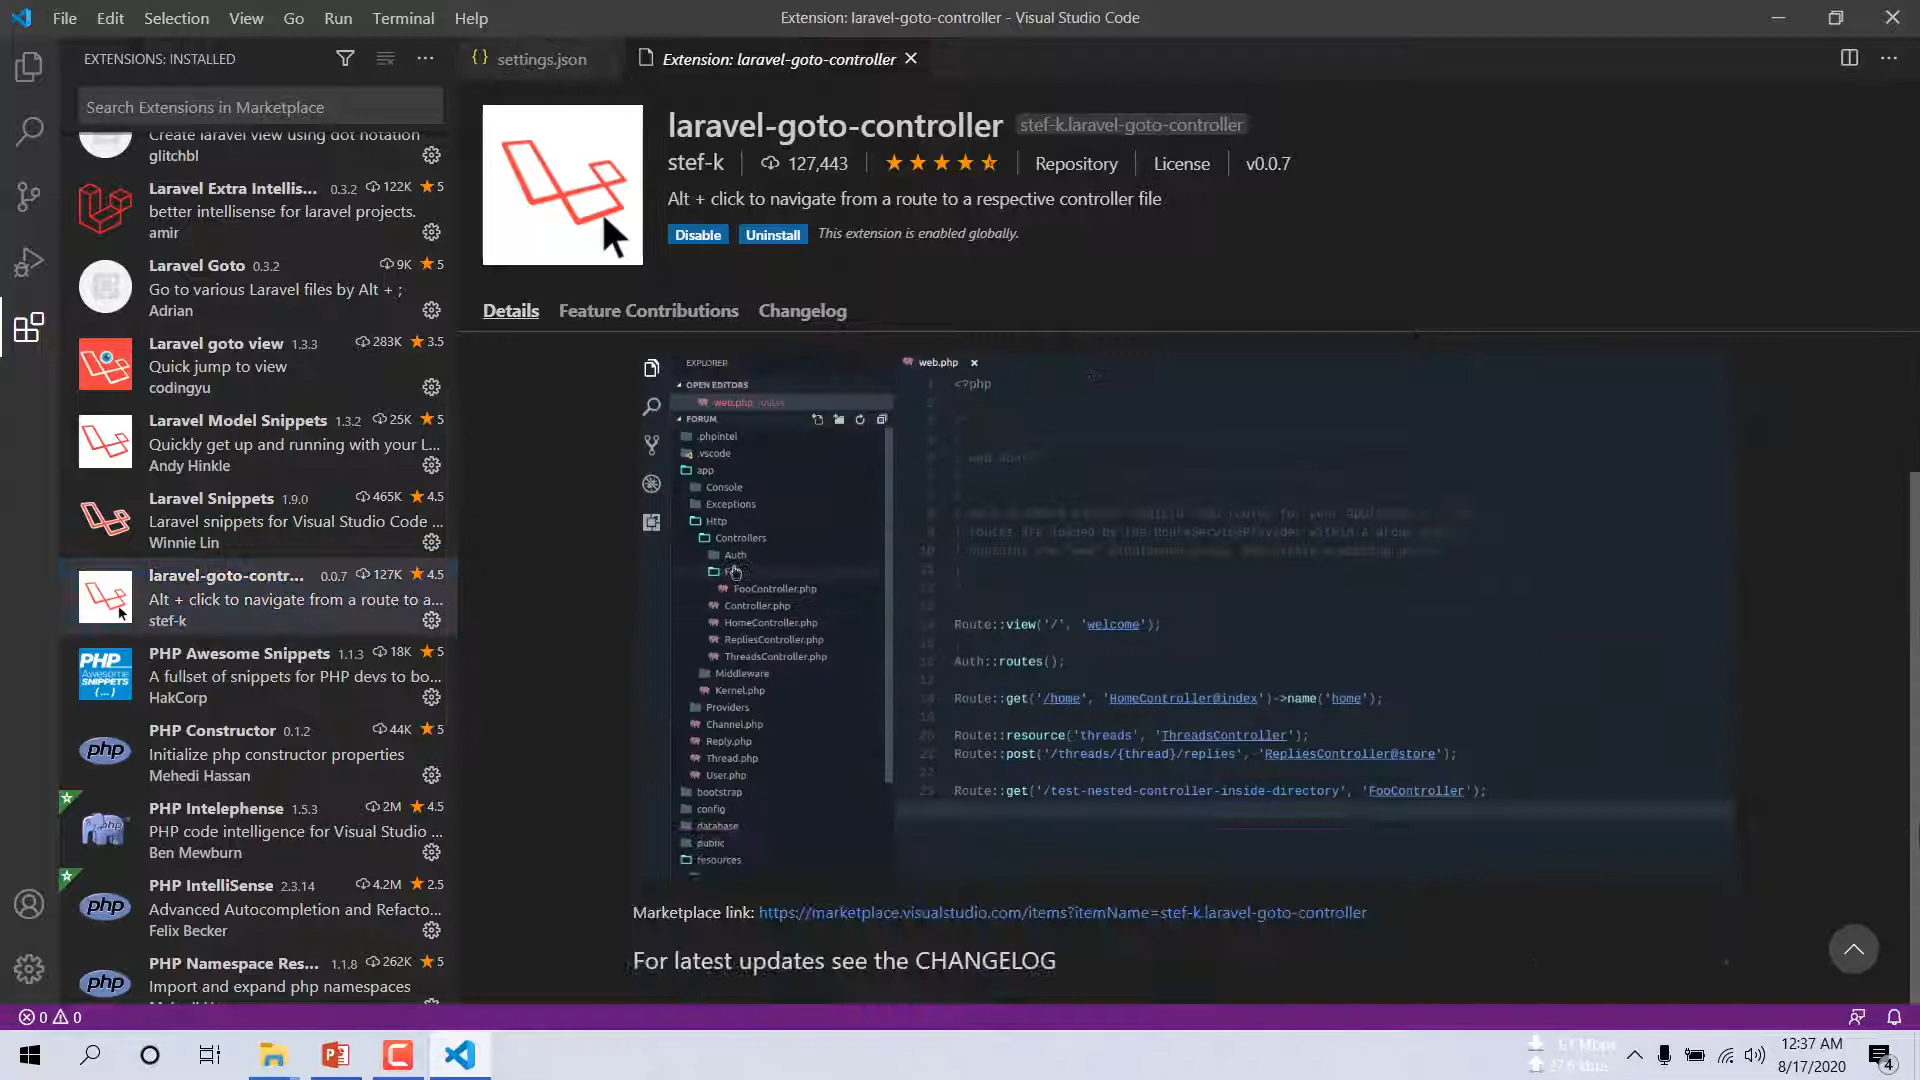 File Edit Selection View Go Run Terminal Help
Extension: laravel-goto-controller - Visual Studio Code
EXTENSIONS: INSTALLED
Search Extensions in Marketplace
Create laravel view using dot notation
glitchbl
Laravel Extra Intellis... 0.3.2 122K 5
better intellisense for laravel projects.
amir
Laravel Goto 0.3.2 9K 5
Go to various Laravel files by Alt + ;
Adrian
Laravel goto view 1.3.3 283K 3.5
Quick jump to view
codingyu
Laravel Model Snippets 1.3.2 25K 5
Quickly get up and running with your L...
Andy Hinkle
Laravel Snippets 1.9.0 465K 4.5
Laravel snippets for Visual Studio Code ...
Winnie Lin
laravel-goto-contr... 0.0.7 127K 4.5
Alt + click to navigate from a route to a...
stef-k
PHP
AWESOME
SNIPPETS
{...}
PHP Awesome Snippets 1.1.3 18K 5
A fullset of snippets for PHP devs to bo...
HakCorp
php
PHP Constructor 0.1.2 44K 5
Initialize php constructor properties
Mehedi Hassan
php
PHP Intelephense 1.5.3 2M 4.5
PHP code intelligence for Visual Studio ...
Ben Mewburn
php
PHP IntelliSense 2.3.14 4.2M 2.5
Advanced Autocompletion and Refacto...
Felix Becker
php
PHP Namespace Res... 1.1.8 262K 5
Import and expand php namespaces
{} settings.json
Extension: laravel-goto-controller
laravel-goto-controller stef-k.laravel-goto-controller
stef-k 127,443 Repository License v0.0.7
Alt + click to navigate from a route to a respective controller file
Disable Uninstall This extension is enabled globally.
Details Feature Contributions Changelog
EXPLORER
OPEN EDITORS
web.php routes
FORUM
.phpintel
.vscode
app
Console
Exceptions
Http
Controllers
Auth
FooController.php
Controller.php
HomeController.php
RepliesController.php
ThreadsController.php
Middleware
Kernel.php
Providers
Channel.php
Reply.php
Thread.php
User.php
bootstrap
config
database
public
resources
web.php
<?php
Route::view('/', 'welcome');
Auth::routes();
Route::get('/home', 'HomeController@index')->name('home');
Route::resource('threads', 'ThreadsController');
Route::post('/threads/{thread}/replies', 'RepliesController@store');
Route::get('/test-nested-controller-inside-directory', 'FooController');
Marketplace link: https://marketplace.visualstudio.com/items?itemName=stef-k.laravel-goto-controller
For latest updates see the CHANGELOG
0 0
12:37 AM
8/17/2020
4